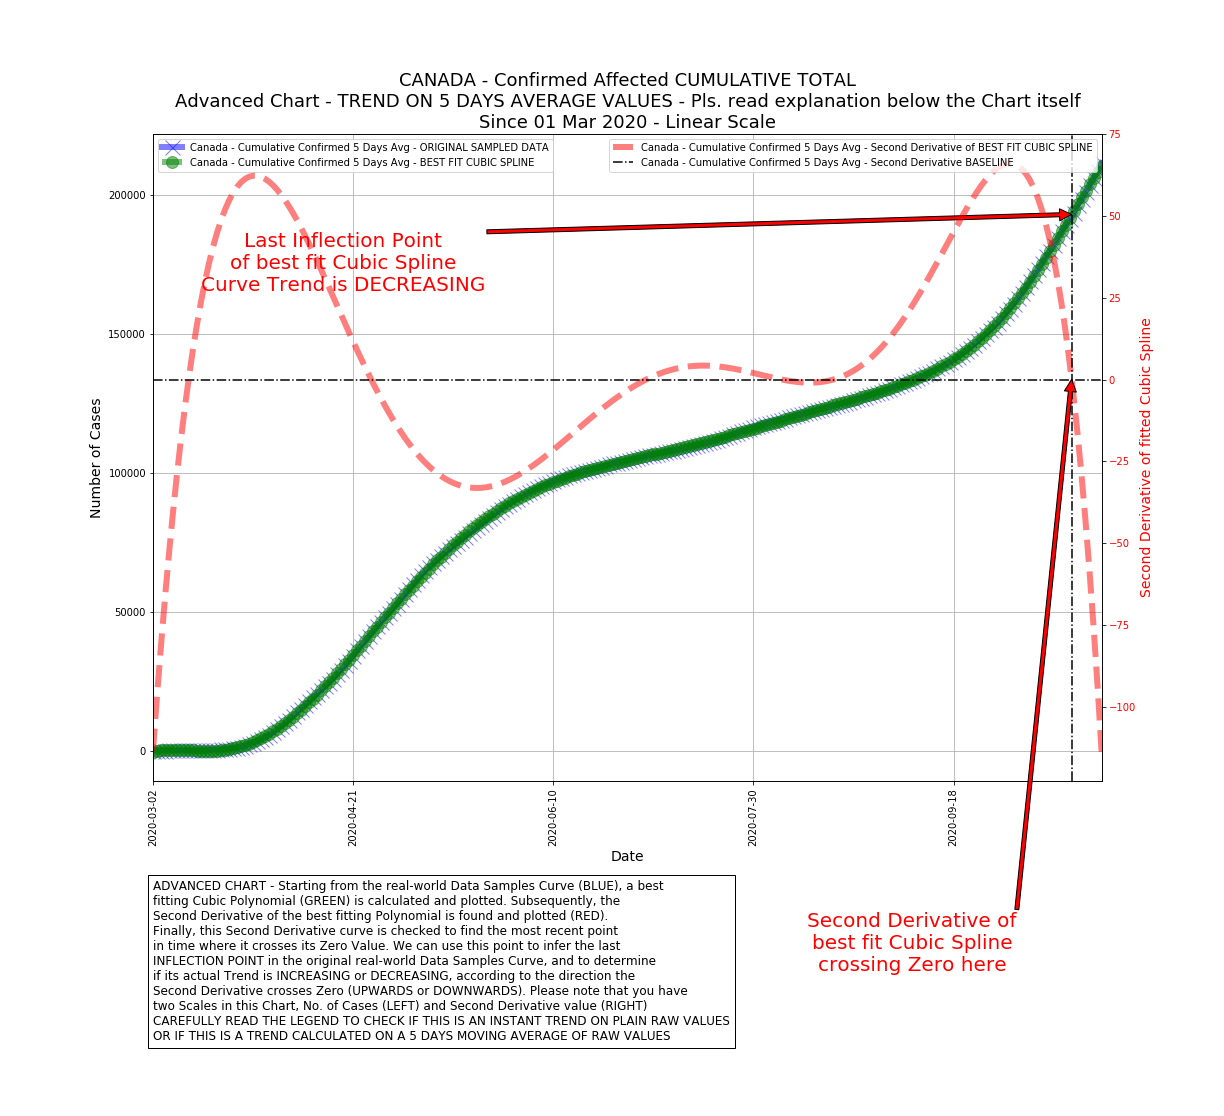 CANADA - Confirmed Affected CUMULATIVE TOTAL
Advanced Chart - TREND ON 5 DAYS AVERAGE VALUES - Pls. read explanation below the Chart itself
Since 01 Mar 2020 - Linear Scale
Canada - Cumulative Confirmed 5 Days Avg - ORIGINAL SAMPLED DATA
Canada - Cumulative Confirmed 5 Days Avg - BEST FIT CUBIC SPLINE
Canada - Cumulative Confirmed 5 Days Avg - Second Derivative of BEST FIT CUBIC SPLINE
Canada - Cumulative Confirmed 5 Days Avg - Second Derivative BASELINE
Last Inflection Point
of best fit Cubic Spline
Curve Trend is DECREASING
Number of Cases
200000
150000
100000
50000
0
75
50
25
0
−25
−50
−75
−100
Second Derivative of fitted Cubic Spline
2020-03-02
2020-04-21
2020-06-10
2020-07-30
2020-09-18
Date
ADVANCED CHART - Starting from the real-world Data Samples Curve (BLUE), a best
fitting Cubic Polynomial (GREEN) is calculated and plotted. Subsequently, the
Second Derivative of the best fitting Polynomial is found and plotted (RED).
Finally, this Second Derivative curve is checked to find the most recent point
in time where it crosses its Zero Value. We can use this point to infer the last
INFLECTION POINT in the original real-world Data Samples Curve, and to determine
if its actual Trend is INCREASING or DECREASING, according to the direction the
Second Derivative crosses Zero (UPWARDS or DOWNWARDS). Please note that you have
two Scales in this Chart, No. of Cases (LEFT) and Second Derivative value (RIGHT)
CAREFULLY READ THE LEGEND TO CHECK IF THIS IS AN INSTANT TREND ON PLAIN RAW VALUES
OR IF THIS IS A TREND CALCULATED ON A 5 DAYS MOVING AVERAGE OF RAW VALUES
Second Derivative of
best fit Cubic Spline
crossing Zero here